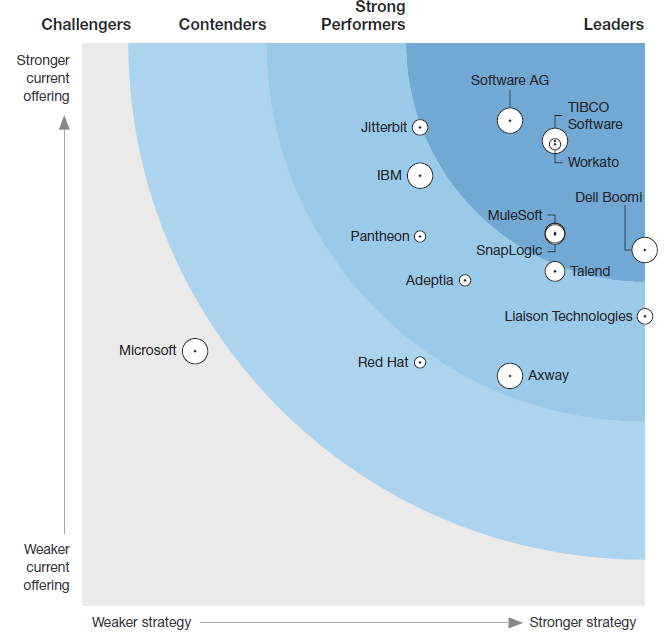 Challengers
Contenders
Strong
Performers
Leaders
Stronger
current
offering
Software AG
TIBCO
Software
Jitterbit
Workato
IBM
Dell Boomi
MuleSoft
Pantheon
SnapLogic
Talend
Adeptia
Liaison Technologies
Microsoft
Red Hat
Axway
Weaker
current
offering
Weaker strategy
Stronger strategy